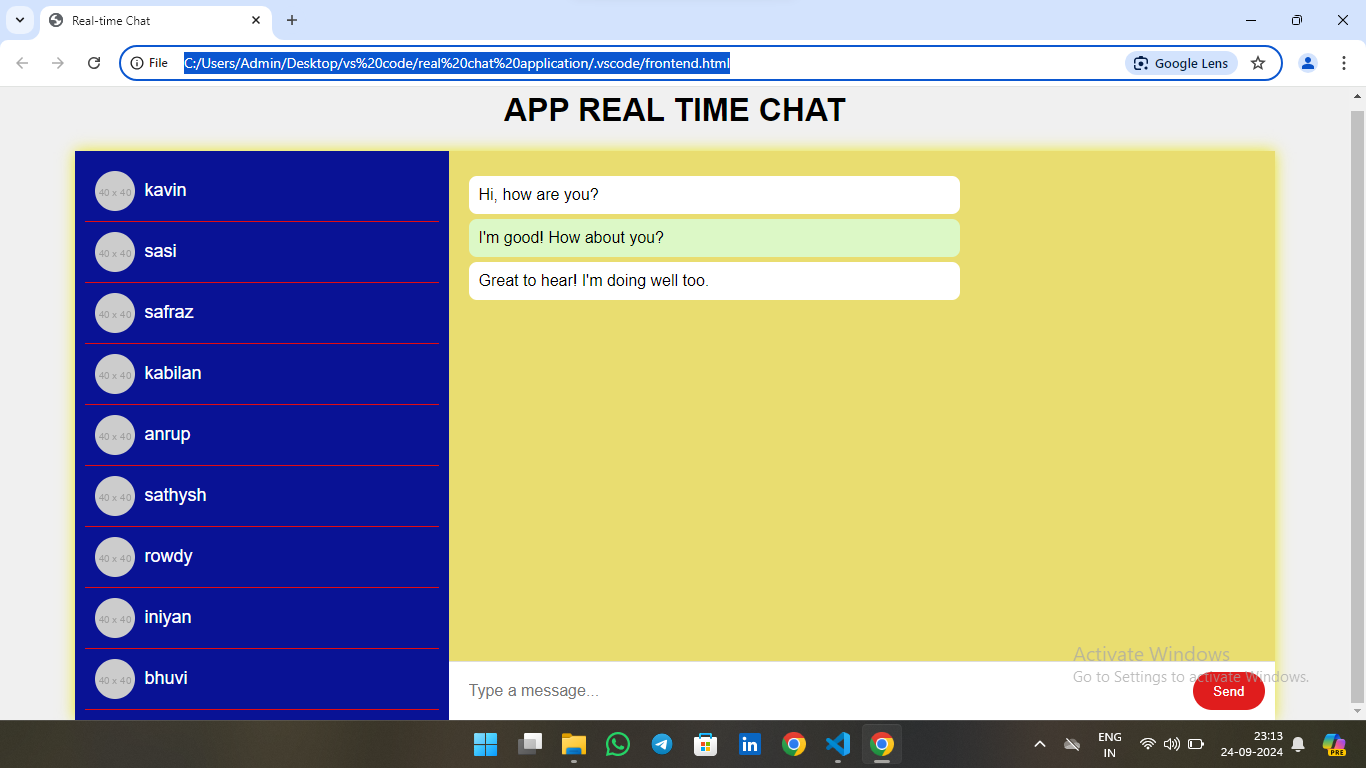 Real-time Chat
File
C:/Users/Admin/Desktop/vs%20code/real%20chat%20application/.vscode/frontend.html
Google Lens
APP REAL TIME CHAT
40 x 40
kavin
40 x 40
sasi
40 x 40
safraz
40 x 40
kabilan
40 x 40
anrup
40 x 40
sathysh
40 x 40
rowdy
40 x 40
iniyan
40 x 40
bhuvi
Hi, how are you?
I'm good! How about you?
Great to hear! I'm doing well too.
Type a message...
Send
Activate Windows
Go to Settings to activate Windows.
in
ENG
IN
23:13
24-09-2024
PRE